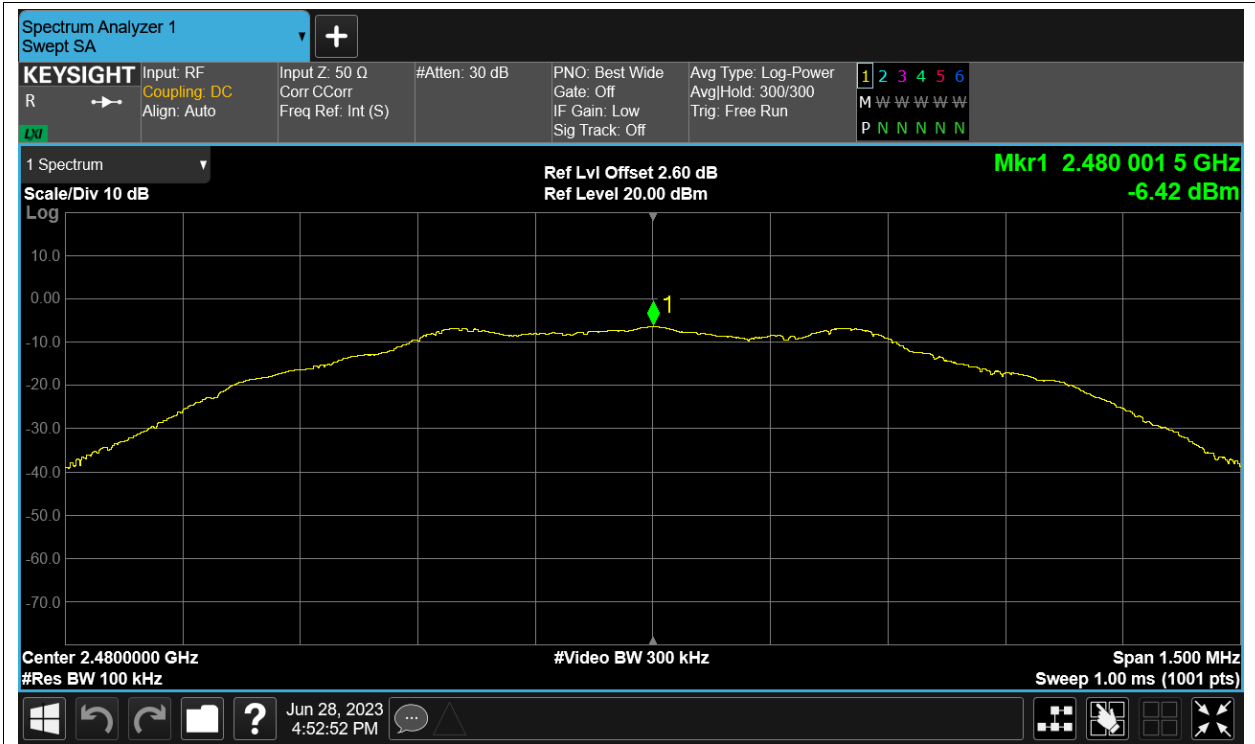 Spectrum Analyzer 1
Swept SA
+
KEYSIGHT
R
LXI
Input: RF
Coupling: DC
Align: Auto
Input Z: 50 Ω
Corr CCorr
Freq Ref: Int (S)
#Atten: 30 dB
PNO: Best Wide
Gate: Off
IF Gain: Low
Sig Track: Off
Avg Type: Log-Power
Avg|Hold: 300/300
Trig: Free Run
1 2 3 4 5 6
M W W W W W
P N N N N N
1 Spectrum
Scale/Div 10 dB
Log
Ref Lvl Offset 2.60 dB
Ref Level 20.00 dBm
Mkr1 2.480 001 5 GHz
-6.42 dBm
10.0
0.00
-10.0
-20.0
-30.0
-40.0
-50.0
-60.0
-70.0
1
Center 2.4800000 GHz
#Res BW 100 kHz
#Video BW 300 kHz
Span 1.500 MHz
Sweep 1.00 ms (1001 pts)
?
Jun 28, 2023
4:52:52 PM